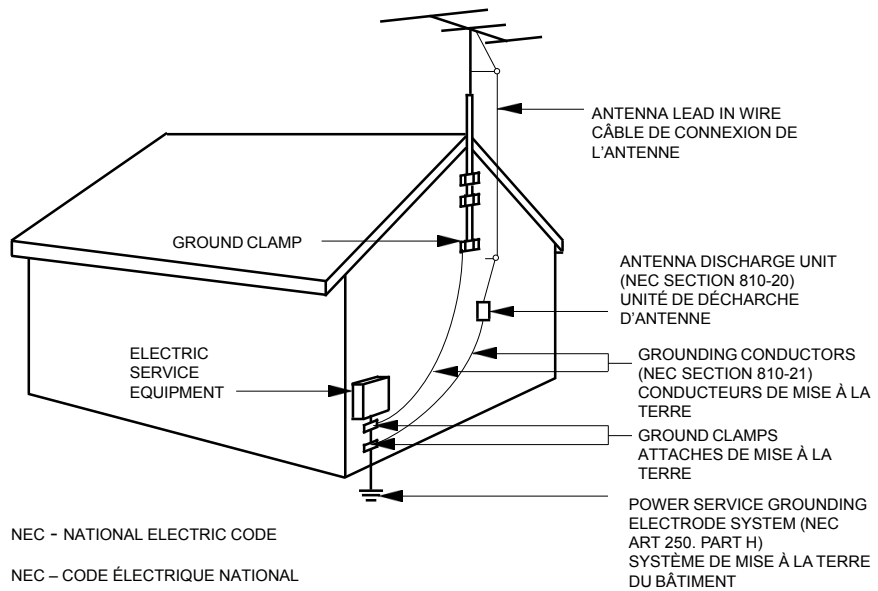 ANTENNA LEAD IN WIRE
CÂBLE DE CONNEXION DE
L'ANTENNE
GROUND CLAMP
ANTENNA DISCHARGE UNIT
(NEC SECTION 810-20)
UNITÉ DE DÉCHARCHE
D'ANTENNE
ELECTRIC
SERVICE
EQUIPMENT
GROUNDING CONDUCTORS
(NEC SECTION 810-21)
CONDUCTEURS DE MISE À LA
TERRE
GROUND CLAMPS
ATTACHES DE MISE À LA
TERRE
POWER SERVICE GROUNDING
ELECTRODE SYSTEM (NEC
ART 250. PART H)
SYSTÈME DE MISE À LA TERRE
DU BÂTIMENT
NEC - NATIONAL ELECTRIC CODE
NEC – CODE ÉLECTRIQUE NATIONAL